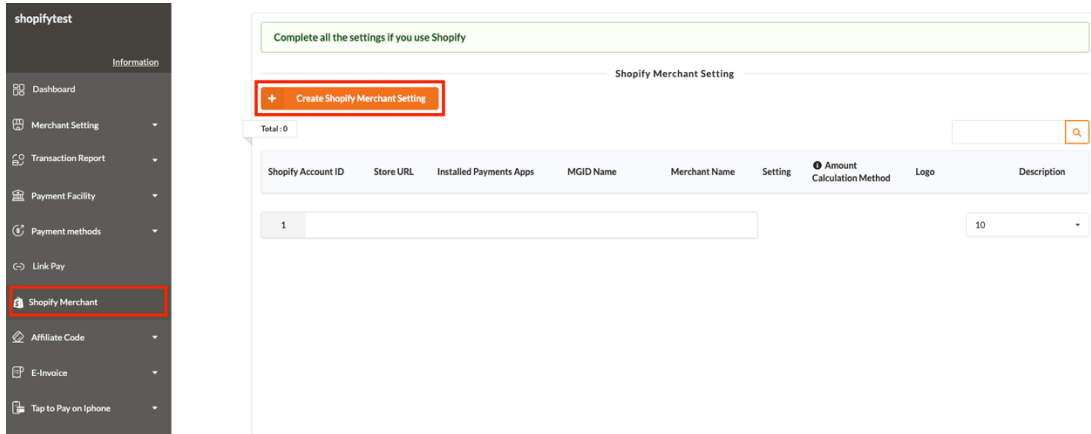 shopifytest
Information
Dashboard
Merchant Setting
Transaction Report
Payment Facility
Payment methods
Link Pay
Shopify Merchant
Affiliate Code
E-Invoice
Tap to Pay on Iphone
Complete all the settings if you use Shopify
Shopify Merchant Setting
+ Create Shopify Merchant Setting
Total : 0
Shopify Account ID Store URL Installed Payments Apps MGID Name Merchant Name Setting Amount Calculation Method Logo Description
1 10